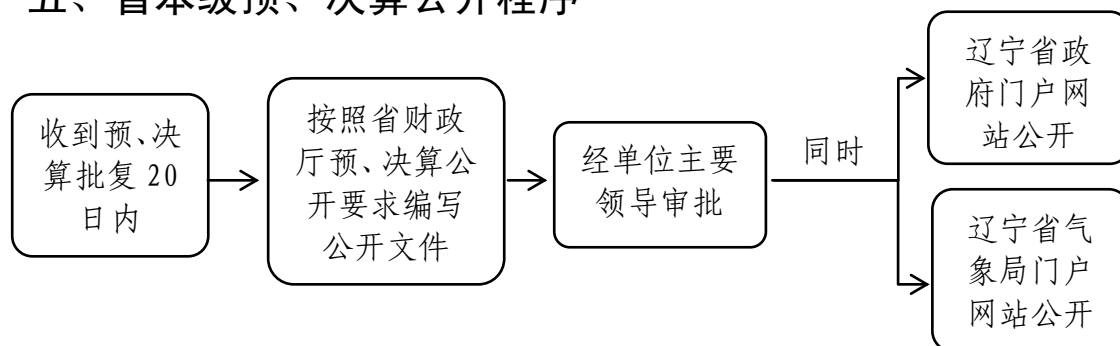 五、省本级预、决算公开程序
收到预、决
算批复 20
日内
按照省财政
厅预、决算公
开要求编写
公开文件
经单位主要
领导审批
同时
辽宁省政
府门户网
站公开
辽宁省气
象局门户
网站公开